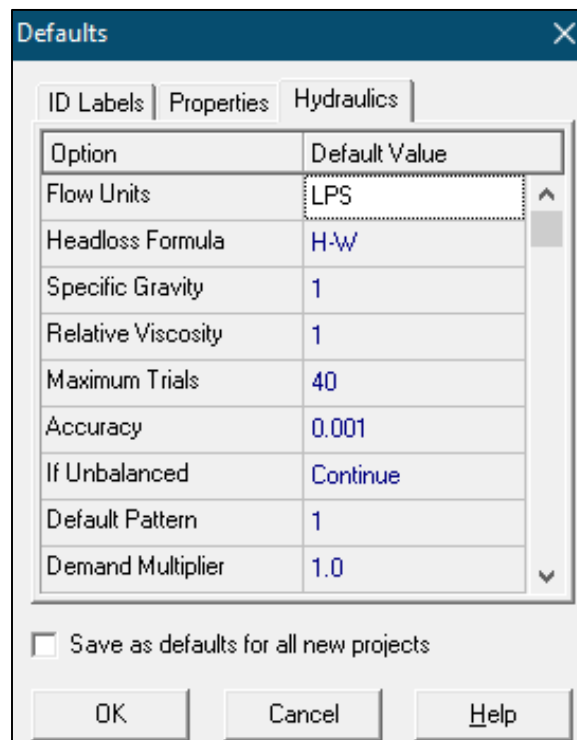 Defaults
ID Labels Properties Hydraulics
Option Default Value
Flow Units LPS
Headloss Formula H-W
Specific Gravity 1
Relative Viscosity 1
Maximum Trials 40
Accuracy 0.001
If Unbalanced Continue
Default Pattern 1
Demand Multiplier 1.0
Save as defaults for all new projects
OK Cancel Help